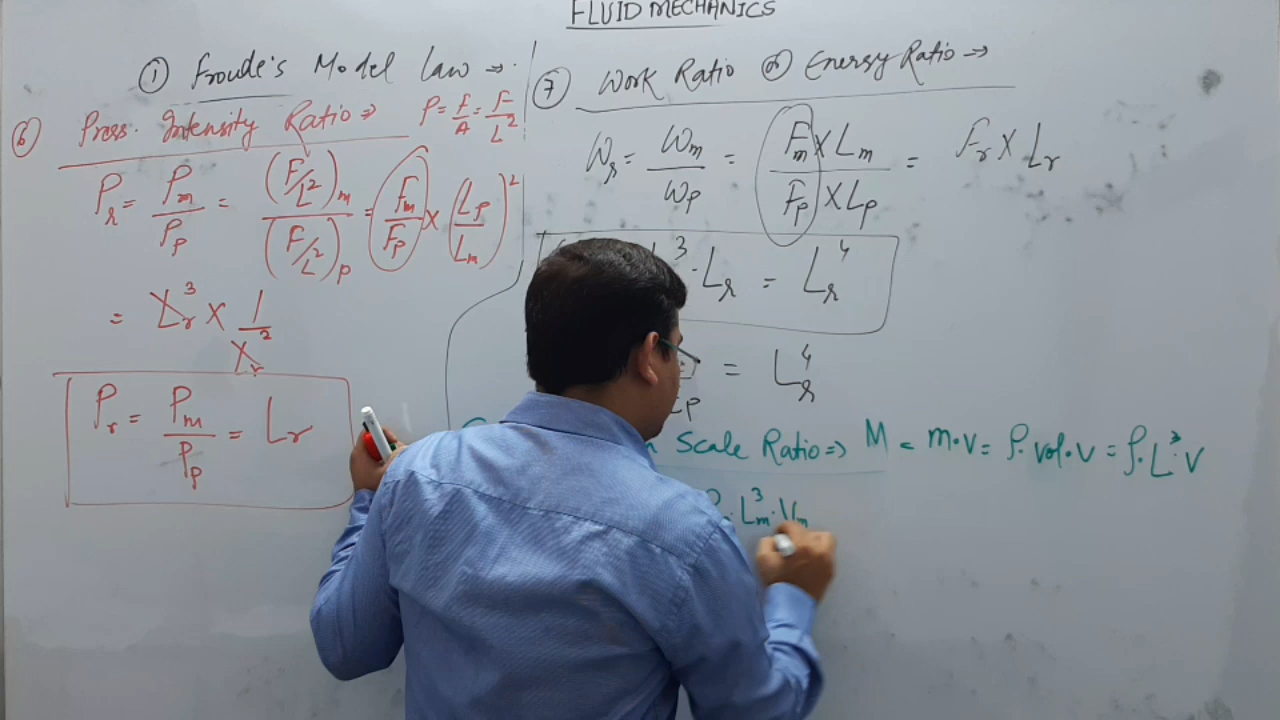 FLUID MECHANICS
① Froude's Model Law →
⑥ Press. Intensity Ratio → P = F/A = F/L²
P_r = P_m/P_p = (F/L²)_m/(F/L²)_p = F_m/F_p × (L_p/L_m)²
= L_r³ × 1/L_r²
P_r = P_m/P_p = L_r
⑦ Work Ratio or Energy Ratio →
W_r = W_m/W_p = F_m × L_m/F_p × L_p = F_r × L_r
³ · L_r = L_r⁴
= L_r⁴
Scale Ratio ⇒ M = m·v = ρ·vol·v = ρ·L³·v
· L_m³ · V_m